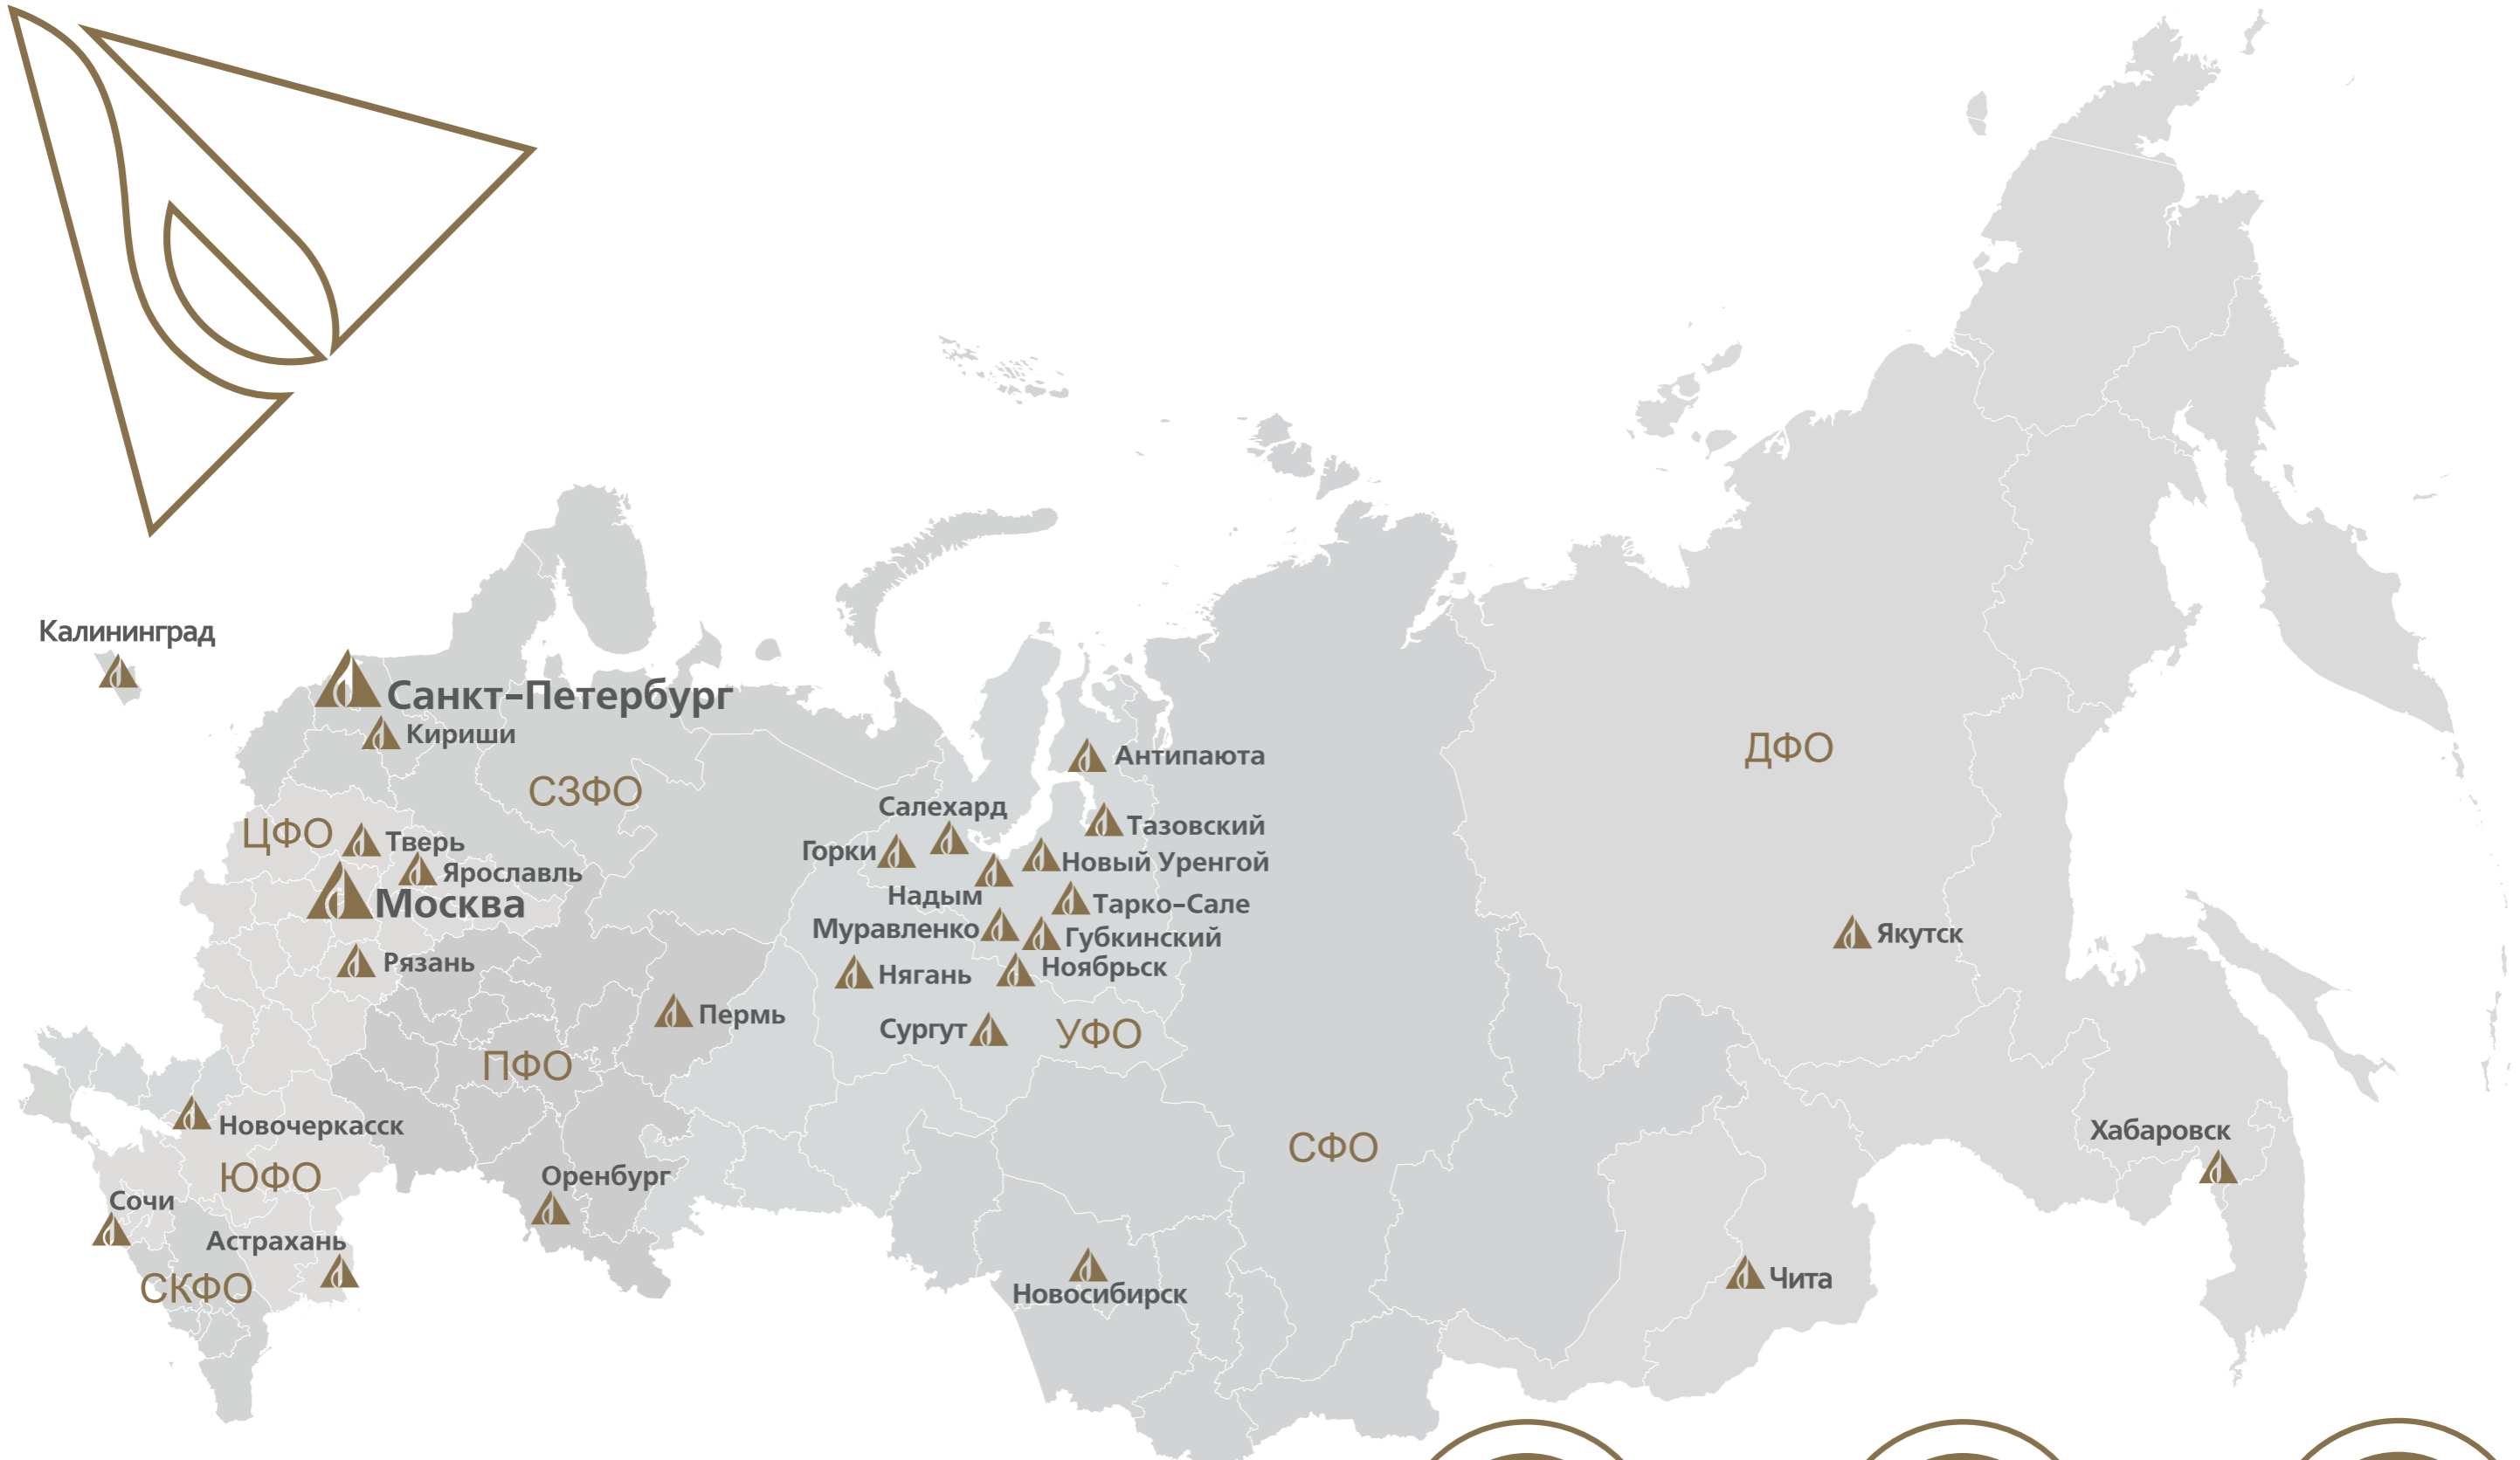 Калининград
Санкт-Петербург
Кириши
СЗФО
ДФО
Антипаюта
Салехард
Тазовский
ЦФО
Тверь
Горки
Новый Уренгой
Ярославль
Надым
Москва
Тарко-Сале
Муравленко
Губкинский
Якутск
Рязань
Нягань
Ноябрьск
Пермь
Сургут
УФО
ПФО
Новочеркасск
Хабаровск
СФО
ЮФО
Оренбург
Сочи
Астрахань
СКФО
Новосибирск
Чита